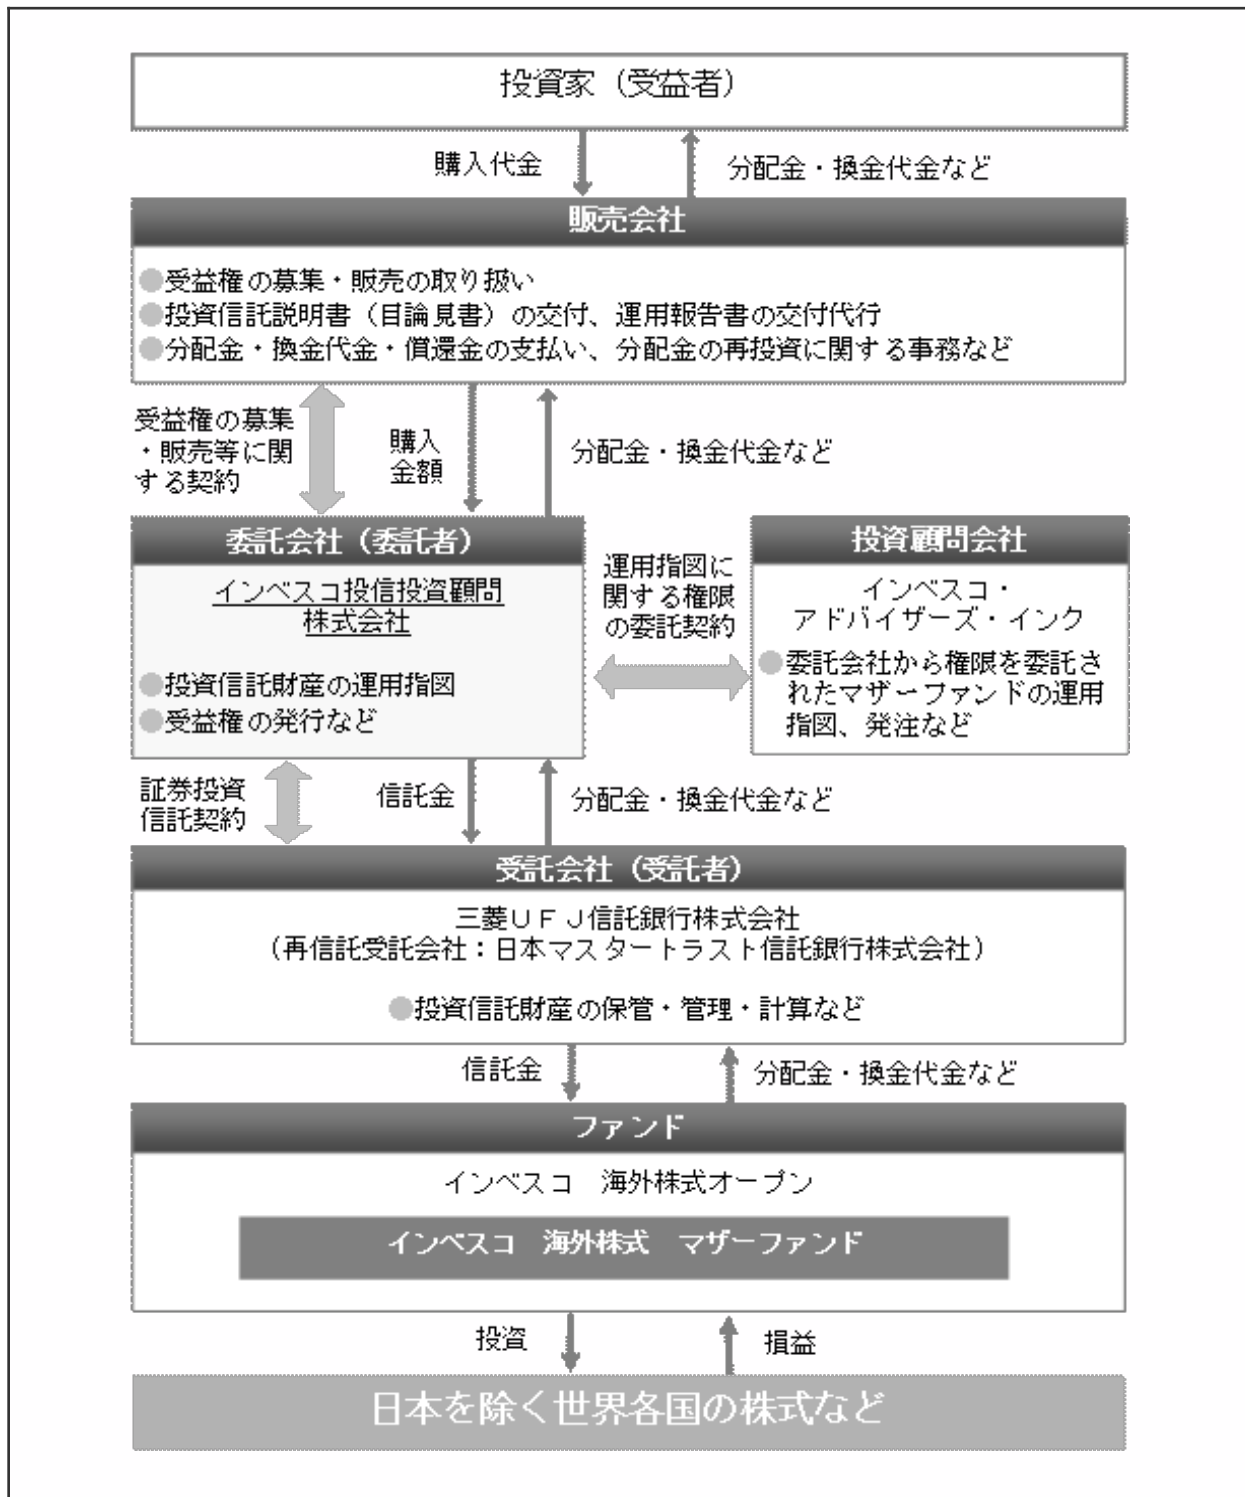 投資家（受益者）
購入代金
分配金・換金代金など
販売会社
●受益権の募集・販売の取り扱い
●投資信託説明書（目論見書）の交付、運用報告書の交付代行
●分配金・換金代金・償還金の支払い、分配金の再投資に関する事務など
受益権の募集
・販売等に関
する契約
購入
金額
分配金・換金代金など
委託会社（委託者）
インベスコ投信投資顧問
株式会社
●投資信託財産の運用指図
●受益権の発行など
運用指図に
関する権限
の委託契約
投資顧問会社
インベスコ・
アドバイザーズ・インク
●委託会社から権限を委託さ
れたマザーファンドの運用
指図、発注など
証券投資
信託契約
信託金
分配金・換金代金など
受託会社（受託者）
三菱ＵＦＪ信託銀行株式会社
（再信託受託会社：日本マスタートラスト信託銀行株式会社）
●投資信託財産の保管・管理・計算など
信託金
分配金・換金代金など
ファンド
インベスコ　海外株式オープン
インベスコ　海外株式　マザーファンド
投資
損益
日本を除く世界各国の株式など